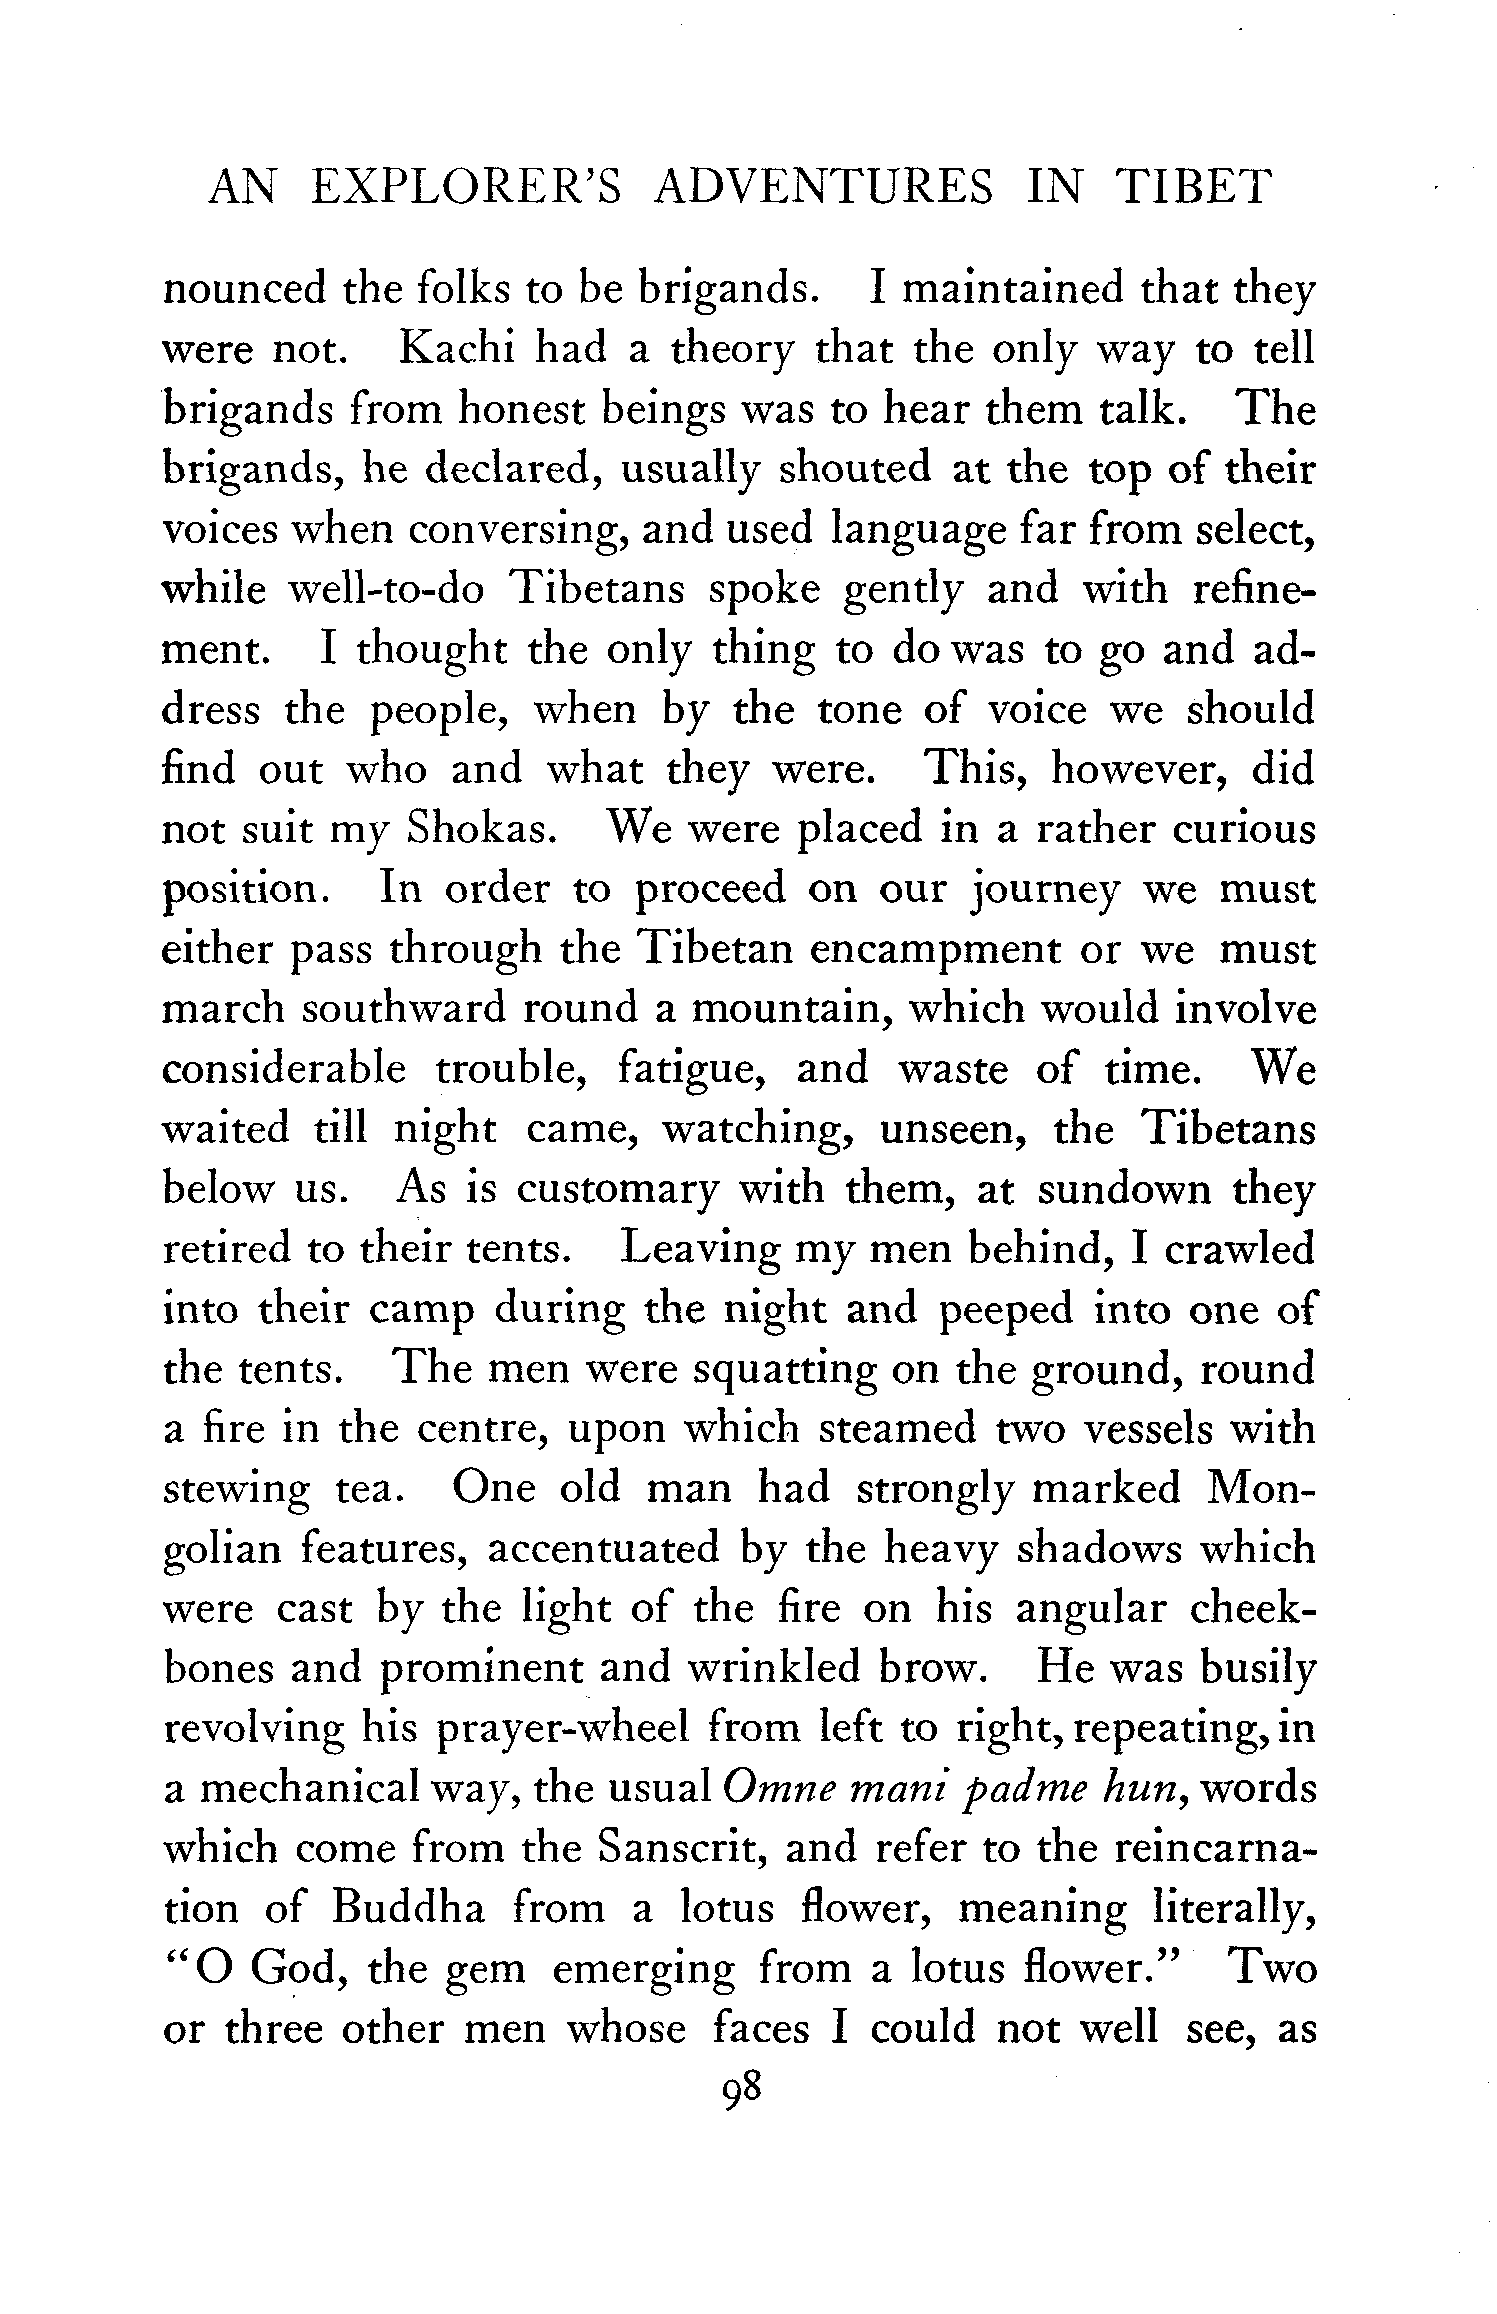 AN EXPLORER'S ADVENTURES IN TIBET
nounced the folks to be brigands. I maintained that they
were not. Kachi had a theory that the only way to tell
brigands from honest beings was to hear them talk. The
brigands, he declared, usually shouted at the top of their
voices when conversing, and used language far from select,
while well-to-do Tibetans spoke gently and with refine-
ment. I thought the only thing to do was to go and ad-
dress the people, when by the tone of voice we should
find out who and what they were. This, however, did
not suit my Shokas. We were placed in a rather curious
position. In order to proceed on our journey we must
either pass through the Tibetan encampment or we must
march southward round a mountain, which would involve
considerable trouble, fatigue, and waste of time. We
waited till night came, watching, unseen, the Tibetans
below us. As is customary with them, at sundown they
retired to their tents. Leaving my men behind, I crawled
into their camp during the night and peeped into one of
the tents. The men were squatting on the ground, round
a fire in the centre, upon which steamed two vessels with
stewing tea. One old man had strongly marked Mon-
golian features, accentuated by the heavy shadows which
were cast by the light of the fire on his angular cheek-
bones and prominent and wrinkled brow. He was busily
revolving his prayer-wheel from left to right, repeating, in
a mechanical way, the usual Omne mani padme hun, words
which come from the Sanscrit, and refer to the reincarna-
tion of Buddha from a lotus flower, meaning literally,
"O God, the gem emerging from a lotus flower." Two
or three other men whose faces I could not well see, as
98